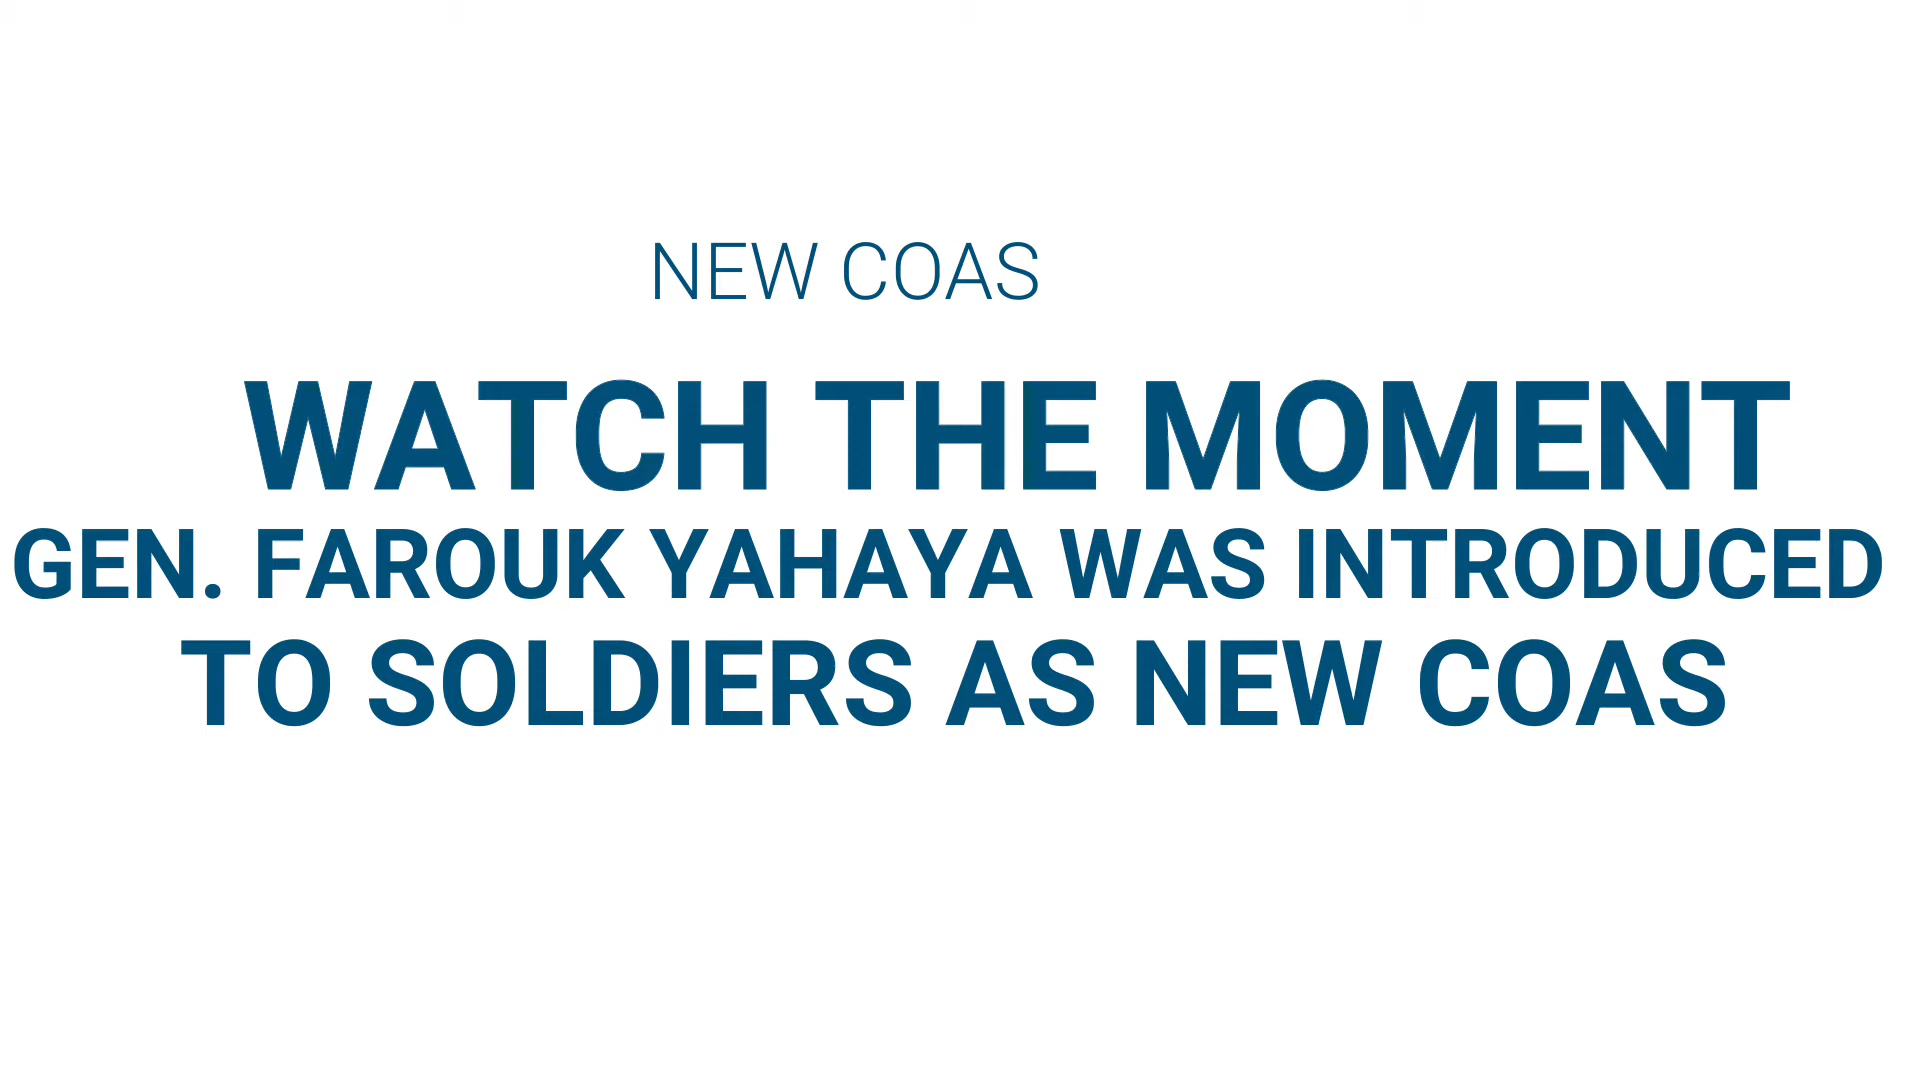 NEW COAS
WATCH THE MOMENT
GEN. FAROUK YAHAYA WAS INTRODUCED
TO SOLDIERS AS NEW COAS